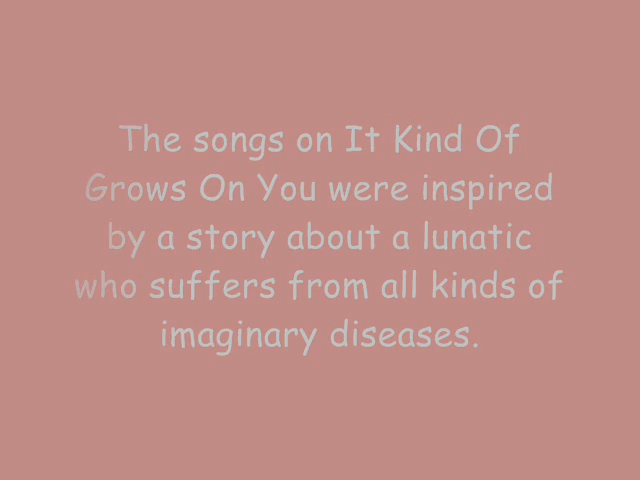 The songs on It Kind Of
Grows On You were inspired
by a story about a lunatic
who suffers from all kinds of
imaginary diseases.